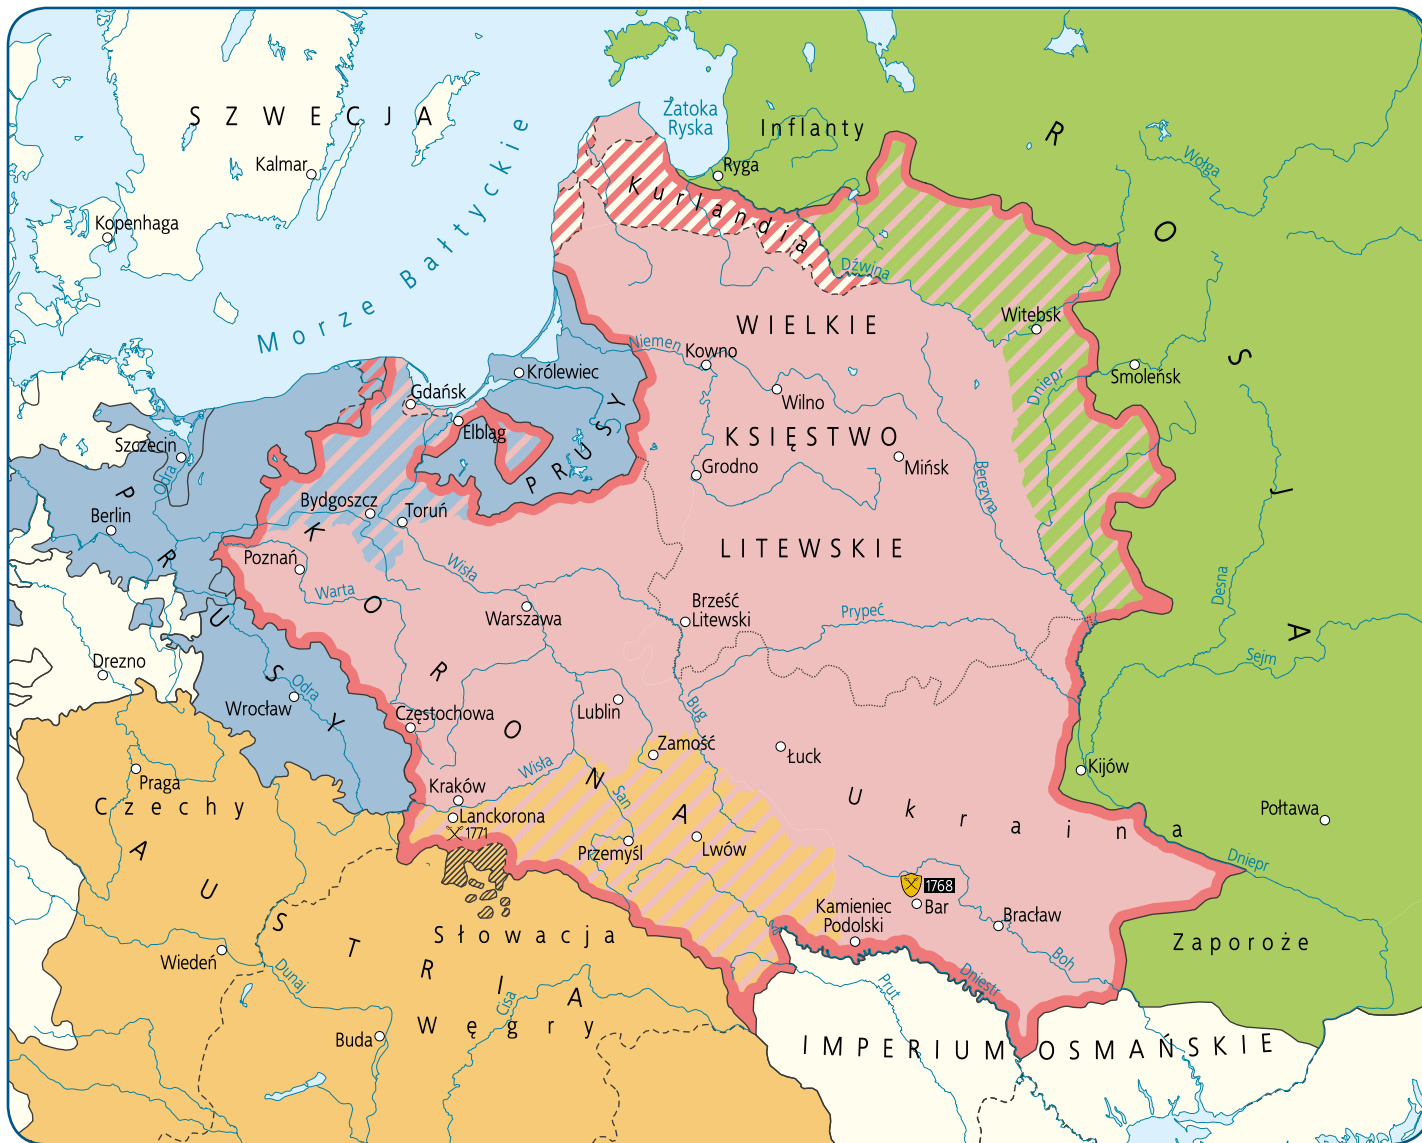 SZWECJA
Kalmar
Kopenhaga
Morze Bałtyckie
Zatoka
Ryska
Inflanty
Ryga
Kurlandia
ROSJA
Wołga
Dźwina
Witebsk
Dniepr
Smoleńsk
WIELKIE
Niemen
Kowno
Wilno
KSIĘSTWO
Grodno
Mińsk
Berezyna
LITEWSKIE
Królewiec
Gdańsk
Elbląg
PRUSY
Szczecin
Odra
Berlin
PRUSY
Bydgoszcz
Toruń
Poznań
KORONA
Warta
Wisła
Warszawa
Brześć
Litewski
Prypeć
Desna
Sejm
Drezno
Wrocław
Odra
Częstochowa
Lublin
Bug
Zamość
Łuck
Kijów
Praga
Czechy
Kraków
Wisła
San
Lanckorona
1771
Przemyśl
Lwów
Ukraina
Połtawa
Dniepr
1768
Bar
Kamieniec
Podolski
Bracław
Boh
Zaporoże
AUSTRIA
Słowacja
Wiedeń
Dunaj
Cisa
Węgry
Buda
Prut
Dniestr
IMPERIUM OSMAŃSKIE